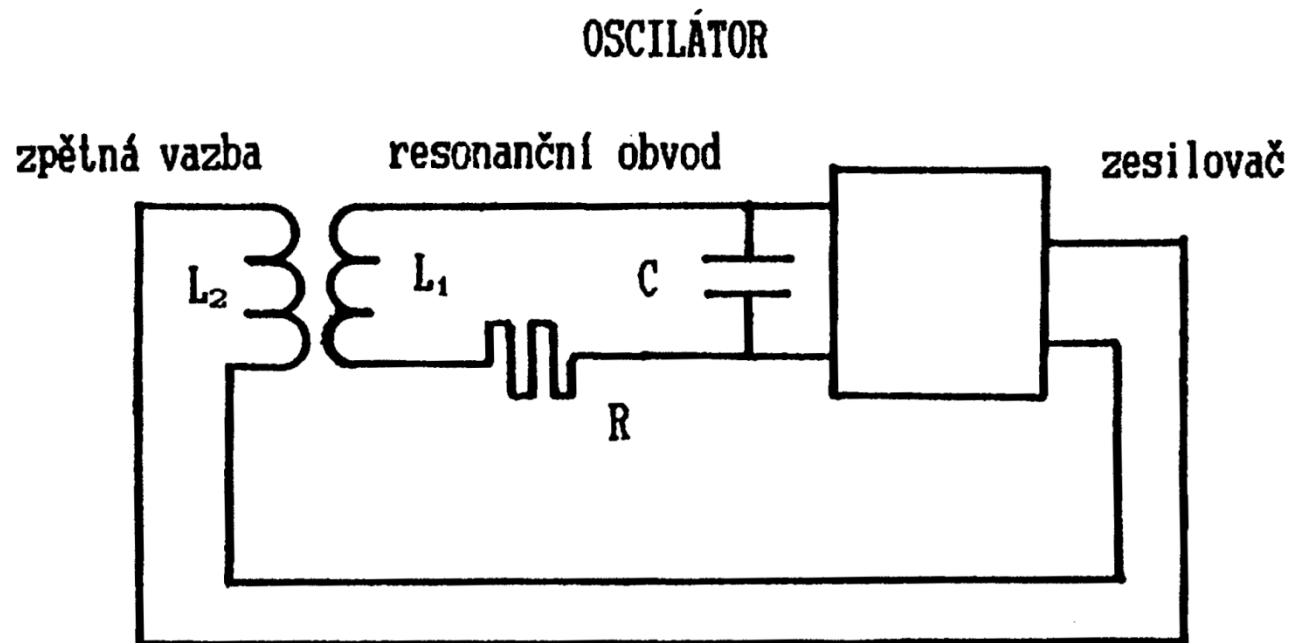 OSCILÁTOR
zpětná vazba resonanční obvod zesilovač
L₂ L₁ C
R